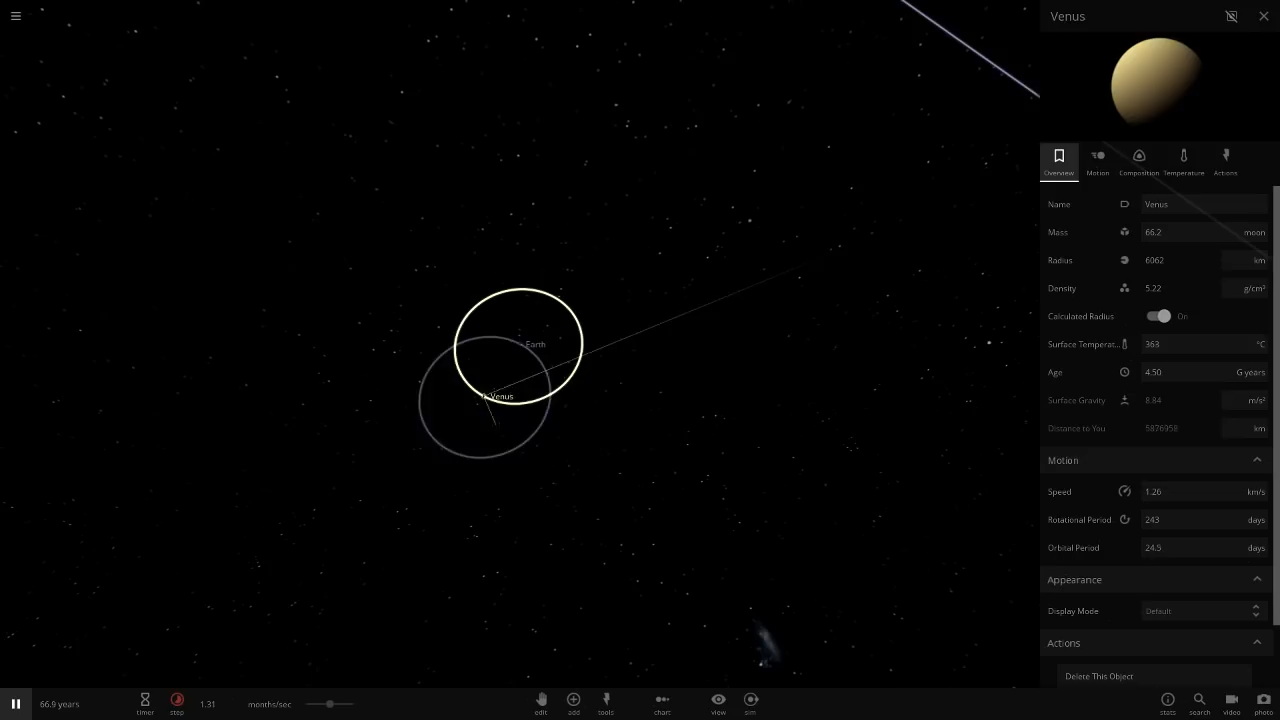 Venus
Overview Motion Composition Temperature Actions
Name Venus
Mass 66.2 moon
Radius 6062 km
Density 5.22 g/cm³
Calculated Radius On
Surface Temperat... 363 °C
Age 4.50 G years
Surface Gravity 8.84 m/s²
Distance to You 5876958 km
Motion
Speed 1.26 km/s
Rotational Period 243 days
Orbital Period 24.5 days
Appearance
Display Mode Default
Actions
Delete This Object
Earth
Venus
66.9 years timer step 1.31 months/sec edit add tools chart view sim stats search video photo